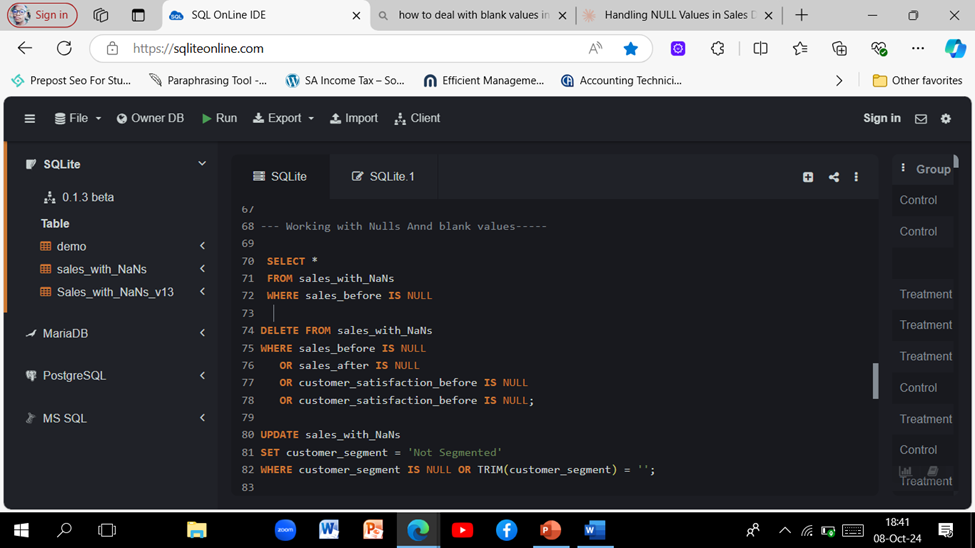 Sign in
SQL OnLine IDE
how to deal with blank values in
Handling NULL Values in Sales D
https://sqliteonline.com
Prepost Seo For Stu...
Paraphrasing Tool -...
SA Income Tax – So...
Efficient Manageme...
Accounting Technici...
Other favorites
File
Owner DB
Run
Export
Import
Client
Sign in
SQLite
0.1.3 beta
Table
demo
sales_with_NaNs
Sales_with_NaNs_v13
MariaDB
PostgreSQL
MS SQL
SQLite
SQLite.1
67
68 --- Working with Nulls Annd blank values-----
69
70 SELECT *
71 FROM sales_with_NaNs
72 WHERE sales_before IS NULL
73
74 DELETE FROM sales_with_NaNs
75 WHERE sales_before IS NULL
76 OR sales_after IS NULL
77 OR customer_satisfaction_before IS NULL
78 OR customer_satisfaction_before IS NULL;
79
80 UPDATE sales_with_NaNs
81 SET customer_segment = 'Not Segmented'
82 WHERE customer_segment IS NULL OR TRIM(customer_segment) = '';
83
Group
Control
Control
Treatment
Treatment
Treatment
Control
Treatment
Control
Treatment
zoom
18:41
08-Oct-24